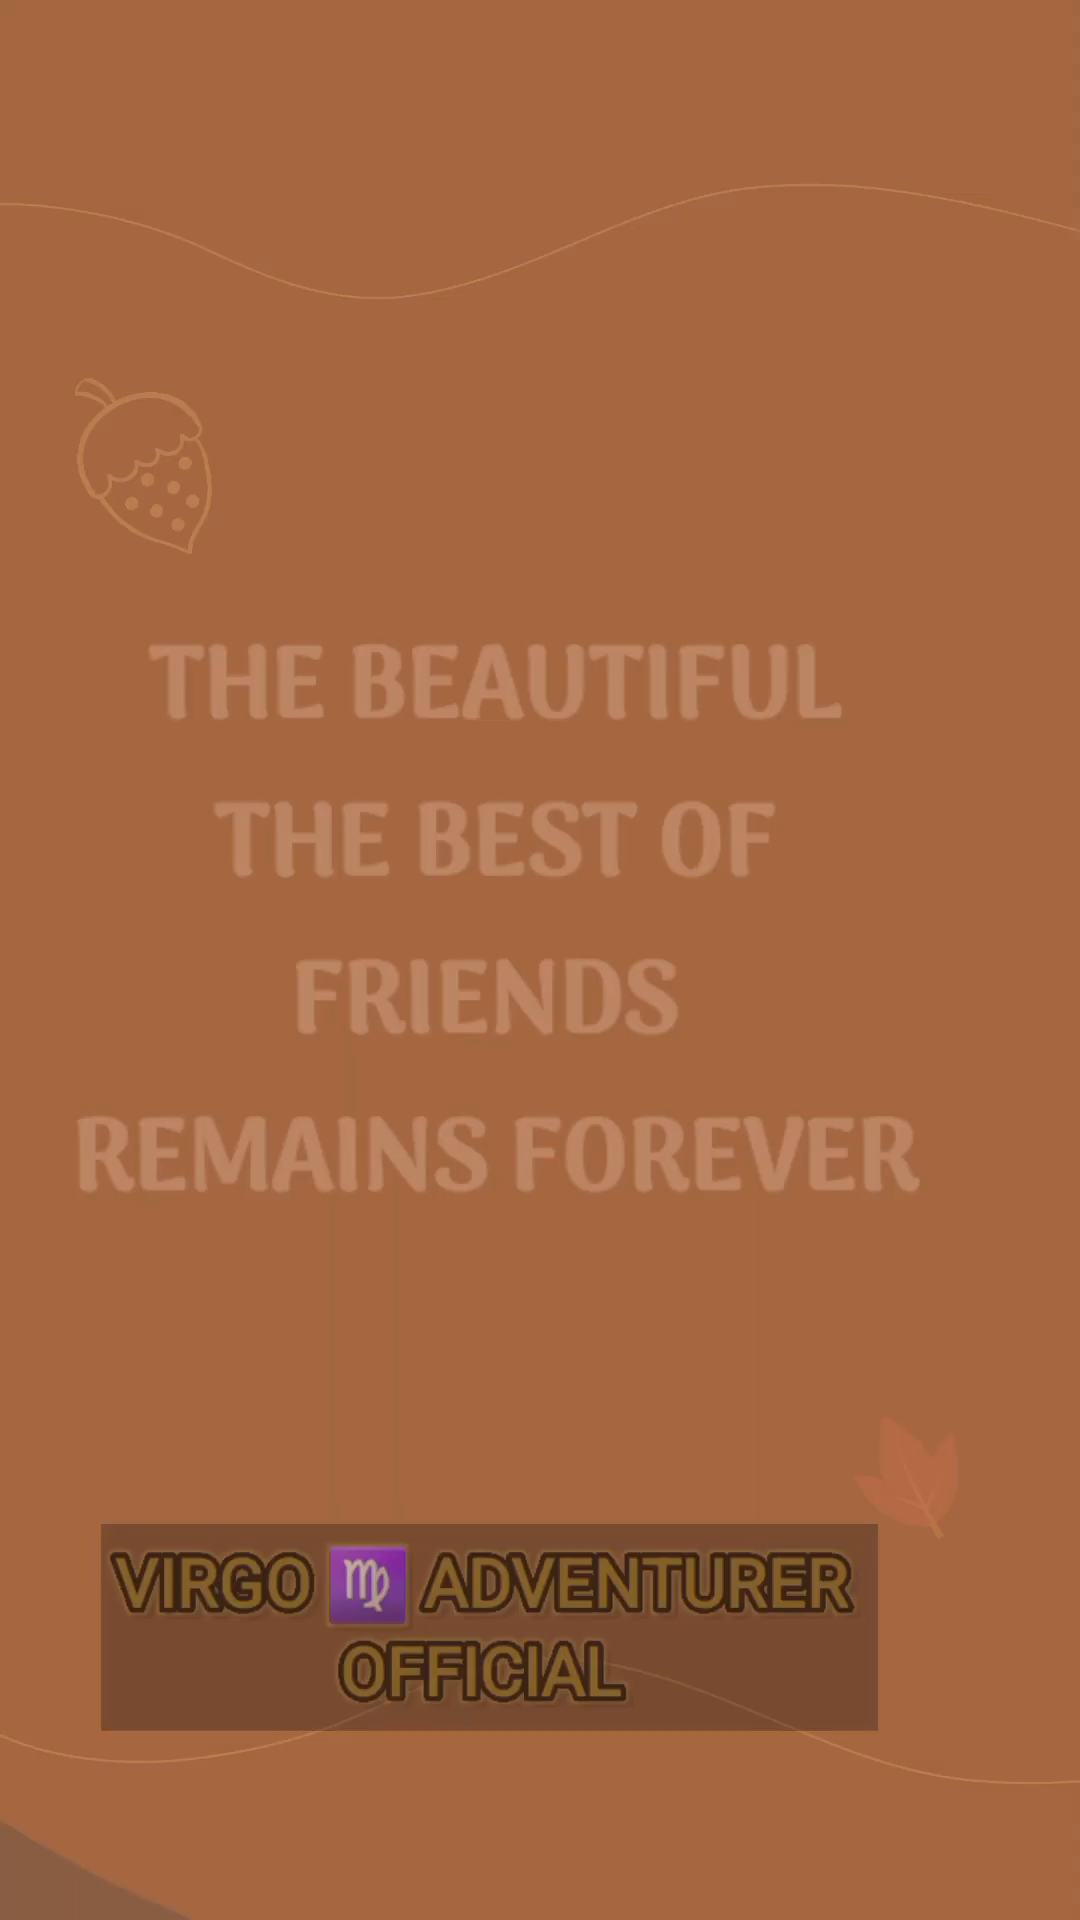 THE BEAUTIFUL
THE BEST OF
FRIENDS
REMAINS FOREVER
VIRGO ♍ ADVENTURER
OFFICIAL